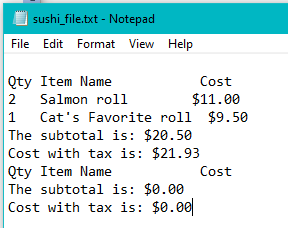 sushi_file.txt - Notepad
File Edit Format View Help
Qty Item Name Cost
2 Salmon roll $11.00
1 Cat's Favorite roll $9.50
The subtotal is: $20.50
Cost with tax is: $21.93
Qty Item Name Cost
The subtotal is: $0.00
Cost with tax is: $0.00